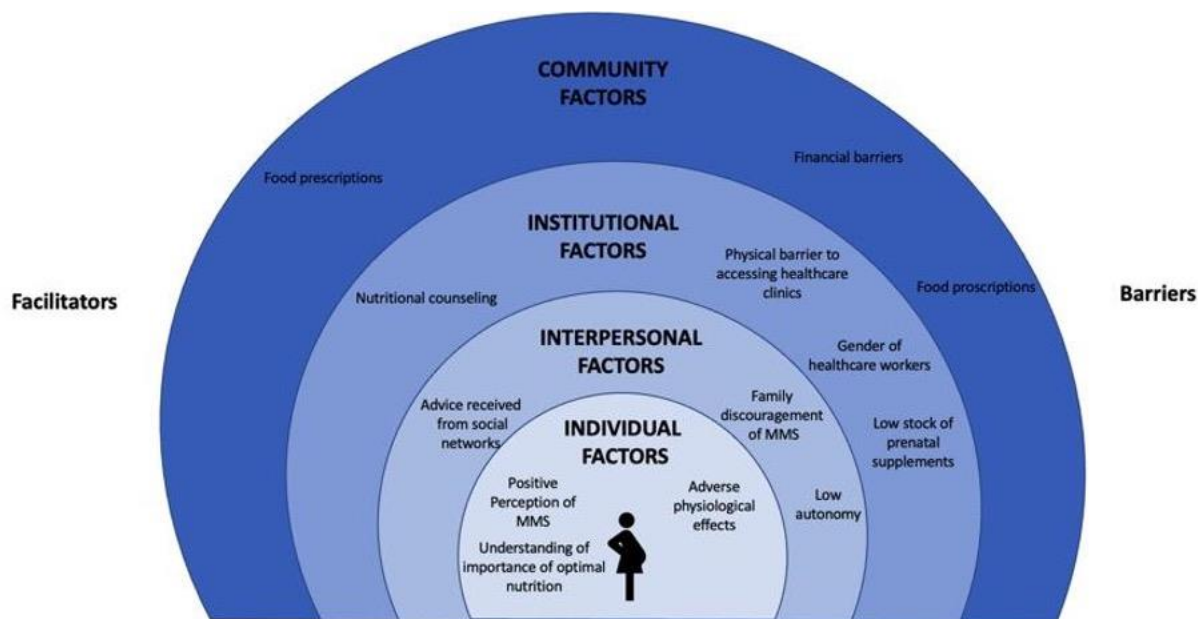 COMMUNITY
FACTORS
Financial barriers
Food prescriptions
INSTITUTIONAL
FACTORS
Physical barrier to
accessing healthcare
clinics
Food proscriptions
Nutritional counseling
Facilitators
Barriers
INTERPERSONAL
FACTORS
Gender of
healthcare workers
Advice received
from social
networks
Family
discouragement
of MMS
Low stock of
prenatal
supplements
INDIVIDUAL
FACTORS
Positive
Perception of
MMS
Adverse
physiological
effects
Low
autonomy
Understanding of
importance of optimal
nutrition